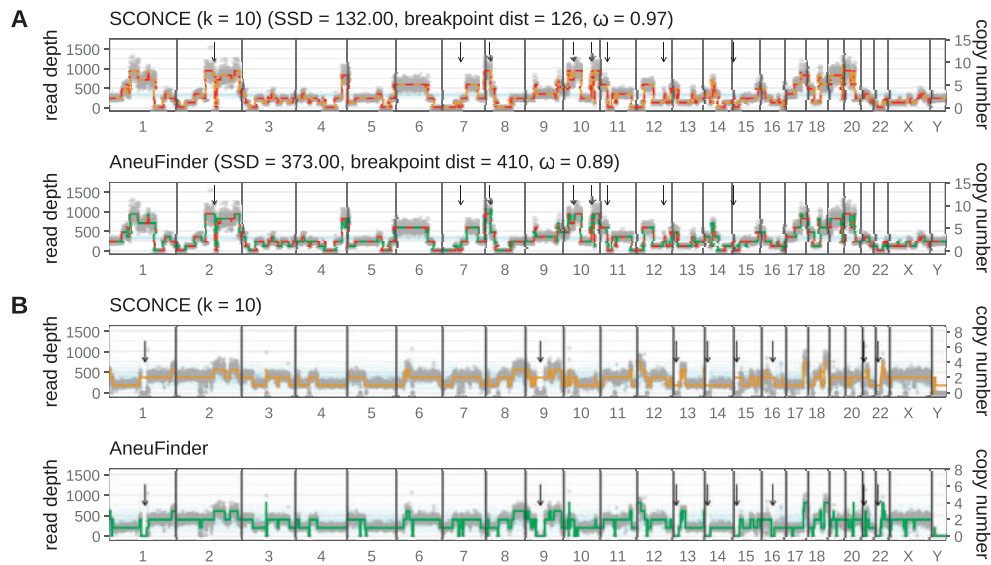 A
SCONCE (k = 10) (SSD = 132.00, breakpoint dist = 126, ω = 0.97)
read depth
1500
1000
500
0
15
10
5
0
copy number
1 2 3 4 5 6 7 8 9 10 11 12 13 14 15 16 17 18 20 22 X Y
AneuFinder (SSD = 373.00, breakpoint dist = 410, ω = 0.89)
read depth
1500
1000
500
0
15
10
5
0
copy number
1 2 3 4 5 6 7 8 9 10 11 12 13 14 15 16 17 18 20 22 X Y
B
SCONCE (k = 10)
read depth
1500
1000
500
0
8
6
4
2
0
copy number
1 2 3 4 5 6 7 8 9 10 11 12 13 14 15 16 17 18 20 22 X Y
AneuFinder
read depth
1500
1000
500
0
8
6
4
2
0
copy number
1 2 3 4 5 6 7 8 9 10 11 12 13 14 15 16 17 18 20 22 X Y